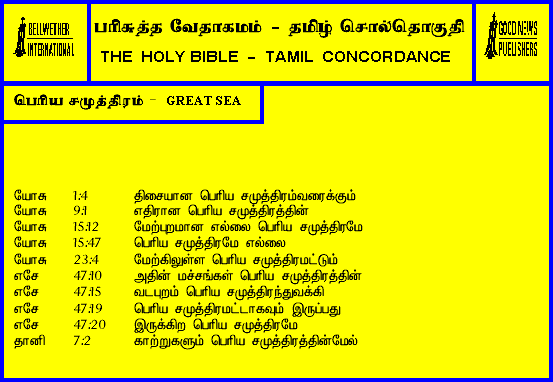 BELLWETHER
INTERNATIONAL
பரிசுத்த வேதாகமம் - தமிழ் சொல்தொகுதி
THE HOLY BIBLE - TAMIL CONCORDANCE
GOOD NEWS
PUBLISHERS
பெரிய சமுத்திரம் - GREAT SEA
யோசு 1:4 திசையான பெரிய சமுத்திரம்வரைக்கும்
யோசு 9:1 எதிரான பெரிய சமுத்திரத்தின்
யோசு 15:12 மேற்புறமான எல்லை பெரிய சமுத்திரமே
யோசு 15:47 பெரிய சமுத்திரமே எல்லை
யோசு 23:4 மேற்கிலுள்ள பெரிய சமுத்திரமட்டும்
எசே 47:10 அதின் மச்சங்கள் பெரிய சமுத்திரத்தின்
எசே 47:15 வடபுறம் பெரிய சமுத்திரந்துவக்கி
எசே 47:19 பெரிய சமுத்திரமட்டாகவும் இருப்பது
எசே 47:20 இருக்கிற பெரிய சமுத்திரமே
தானி 7:2 காற்றுகளும் பெரிய சமுத்திரத்தின்மேல்